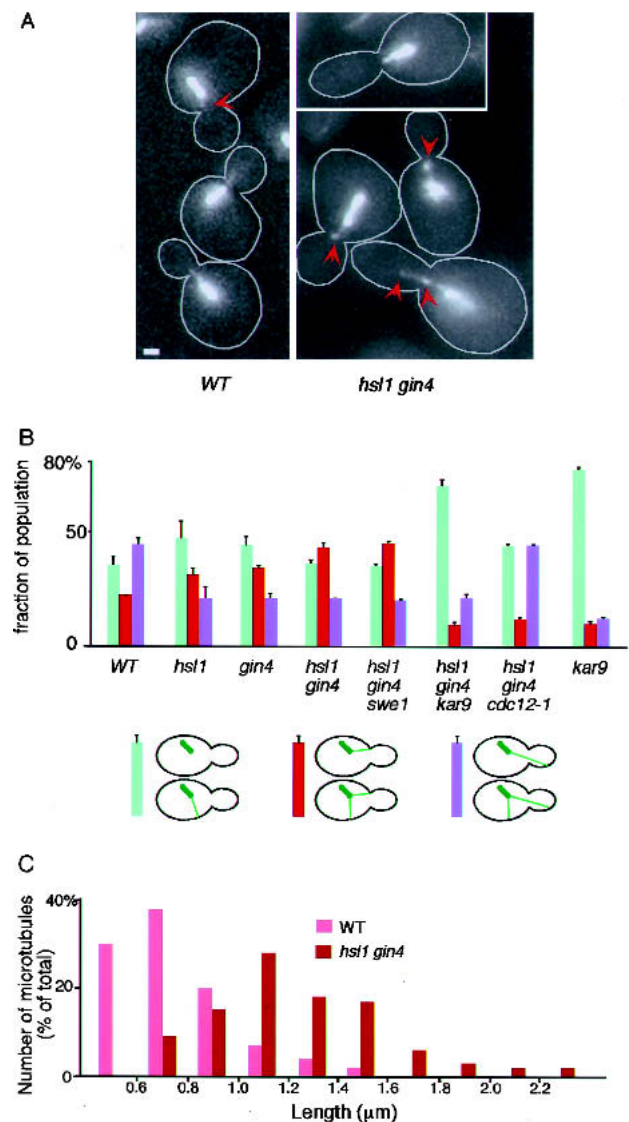 A
WT
hsl1 gin4
B
80%
50
0
fraction of population
WT
hsl1
gin4
hsl1
gin4
hsl1
gin4
swe1
hsl1
gin4
kar9
hsl1
gin4
cdc12-1
kar9
C
40%
20
0
Number of microtubules
(% of total)
WT
hsl1 gin4
0.6
0.8
1.0
1.2
1.4
1.6
1.8
2.0
2.2
Length (μm)